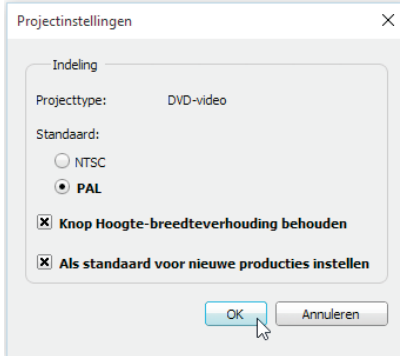 Projectinstellingen
Indeling
Projecttype: DVD-video
Standaard:
NTSC
PAL
Knop Hoogte-breedteverhouding behouden
Als standaard voor nieuwe producties instellen
OK Annuleren